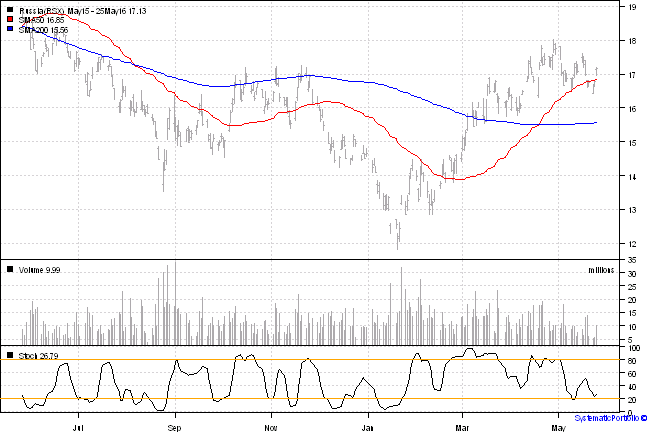 Russia(RSX), May15 - 25May16 17.13
SMA50 16.85
SMA200 15.56
19
18
17
16
15
14
13
12
Volume 9.99
millions
35
30
25
20
15
10
5
Stoch 26.79
100
80
60
40
20
0
Jul
Sep
Nov
Jan
Mar
May
SystematicPortfolio ©